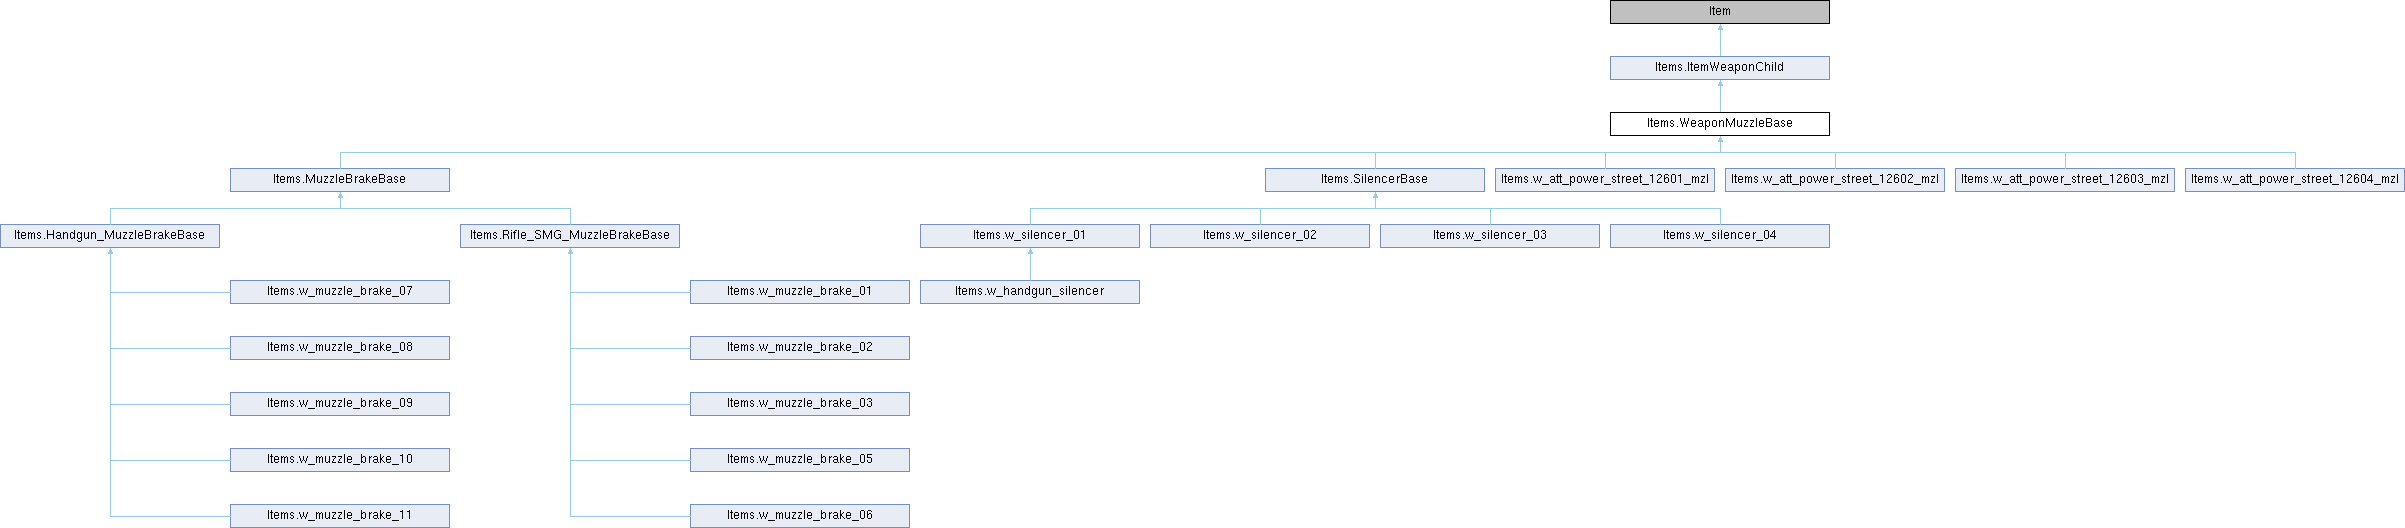 Item
Items.ItemWeaponChild
Items.WeaponMuzzleBase
Items.MuzzleBrakeBase
Items.SilencerBase
Items.w_att_power_street_12601_mzl
Items.w_att_power_street_12602_mzl
Items.w_att_power_street_12603_mzl
Items.w_att_power_street_12604_mzl
Items.Handgun_MuzzleBrakeBase
Items.Rifle_SMG_MuzzleBrakeBase
Items.w_silencer_01
Items.w_silencer_02
Items.w_silencer_03
Items.w_silencer_04
Items.w_muzzle_brake_07
Items.w_muzzle_brake_01
Items.w_handgun_silencer
Items.w_muzzle_brake_08
Items.w_muzzle_brake_02
Items.w_muzzle_brake_09
Items.w_muzzle_brake_03
Items.w_muzzle_brake_10
Items.w_muzzle_brake_05
Items.w_muzzle_brake_11
Items.w_muzzle_brake_06